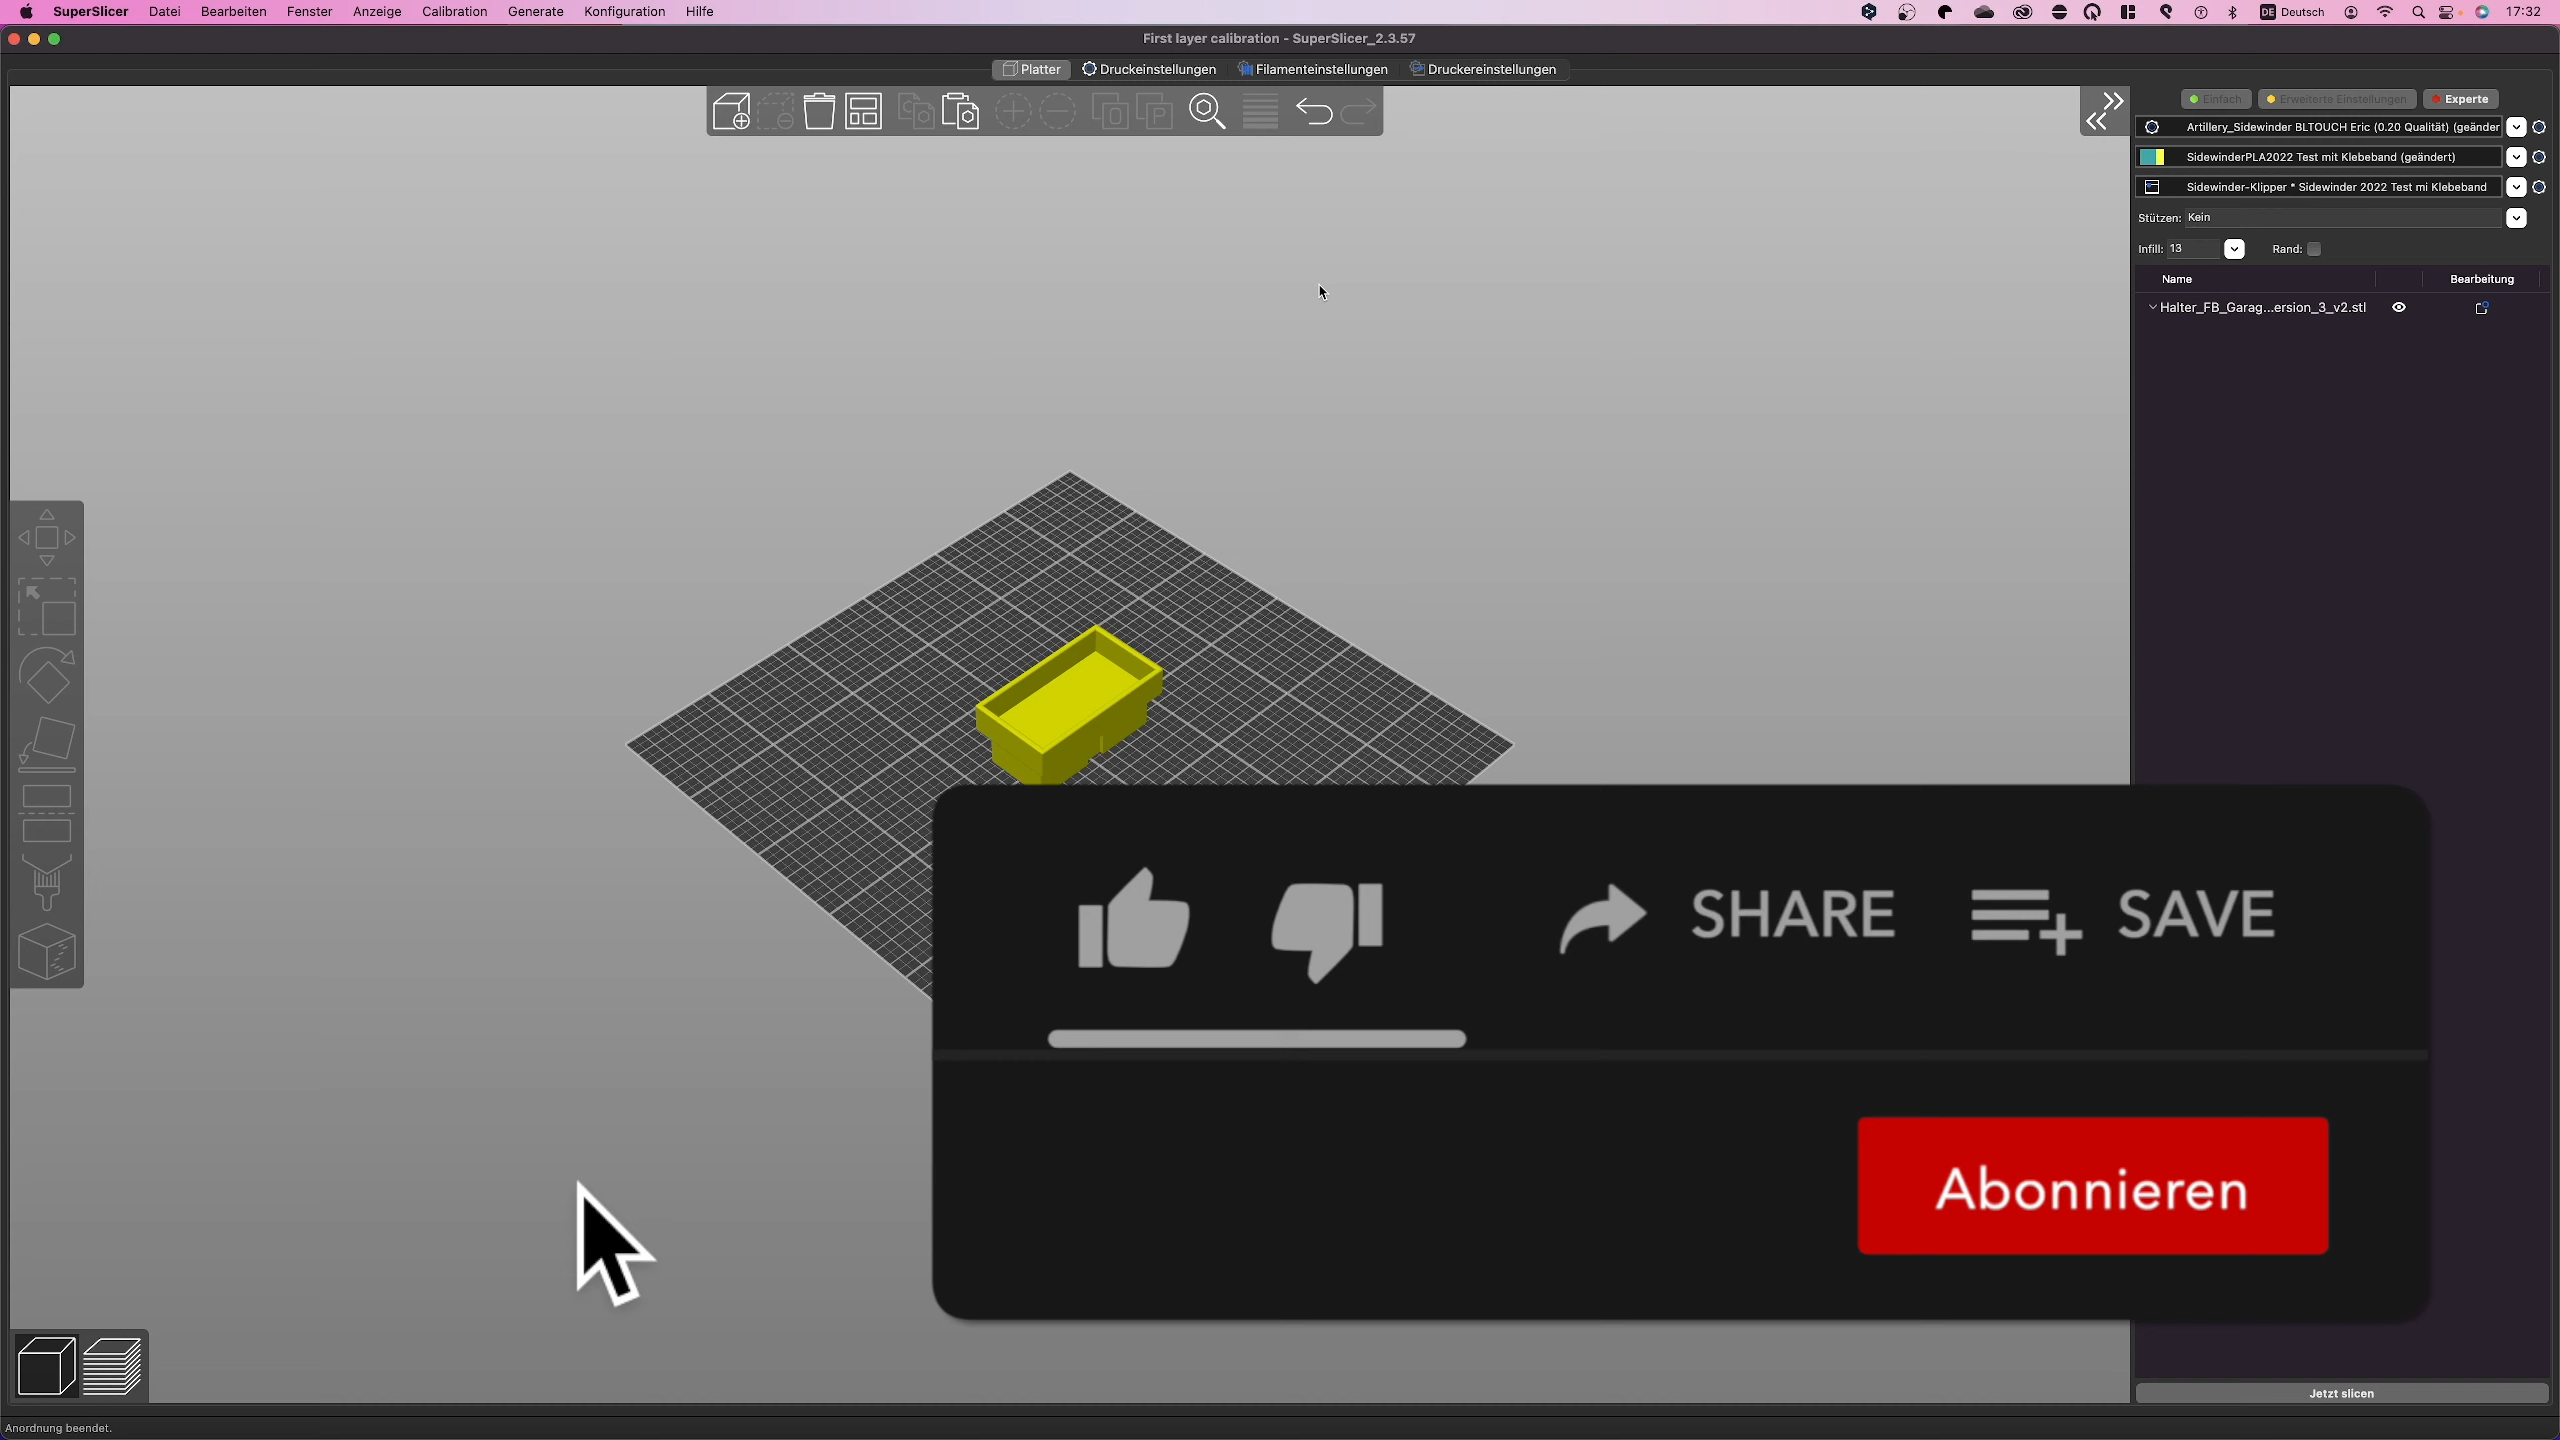 SuperSlicer Datei Bearbeiten Fenster Anzeige Calibration Generate Konfiguration Hilfe DE Deutsch 17:32
First layer calibration - SuperSlicer_2.3.57
Platter Druckeinstellungen Filamenteinstellungen Druckereinstellungen
Einfach Erweiterte Einstellungen Experte
Artillery_Sidewinder BLTOUCH Eric (0.20 Qualität) (geänder
SidewinderPLA2022 Test mit Klebeband (geändert)
Sidewinder-Klipper * Sidewinder 2022 Test mi Klebeband
Stützen: Kein
Infill: 13 Rand:
Name Bearbeitung
Halter_FB_Garag...ersion_3_v2.stl
SHARE SAVE
Abonnieren
Jetzt slicen
Anordnung beendet.